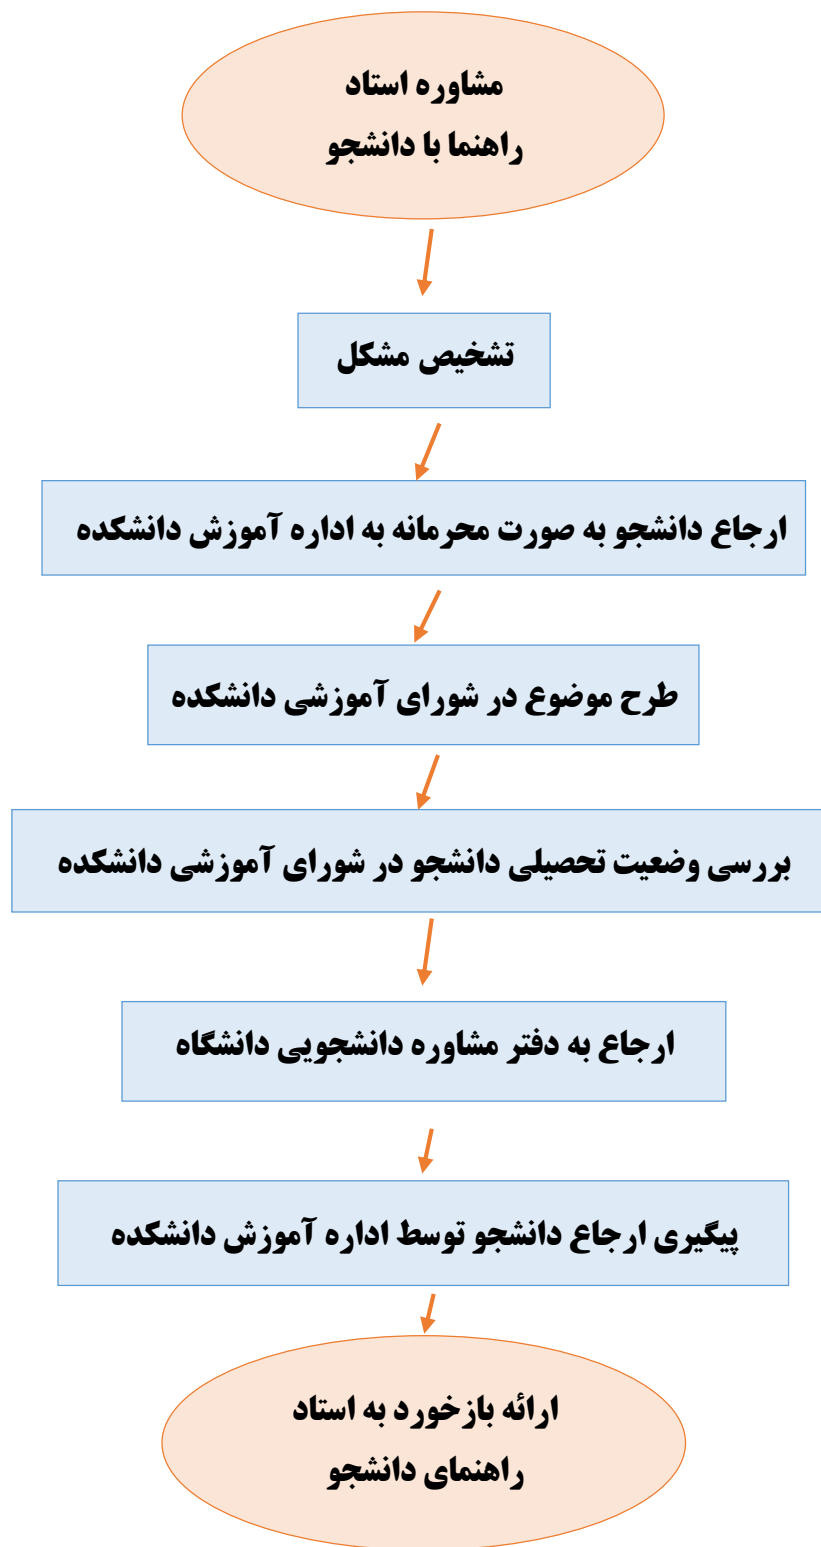 مشاوره استاد
راهنما با دانشجو
تشخیص مشکل
ارجاع دانشجو به صورت محرمانه به اداره آموزش دانشکده
طرح موضوع در شورای آموزشی دانشکده
بررسی وضعیت تحصیلی دانشجو در شورای آموزشی دانشکده
ارجاع به دفتر مشاوره دانشجویی دانشگاه
پیگیری ارجاع دانشجو توسط اداره آموزش دانشکده
ارائه بازخورد به استاد
راهنمای دانشجو